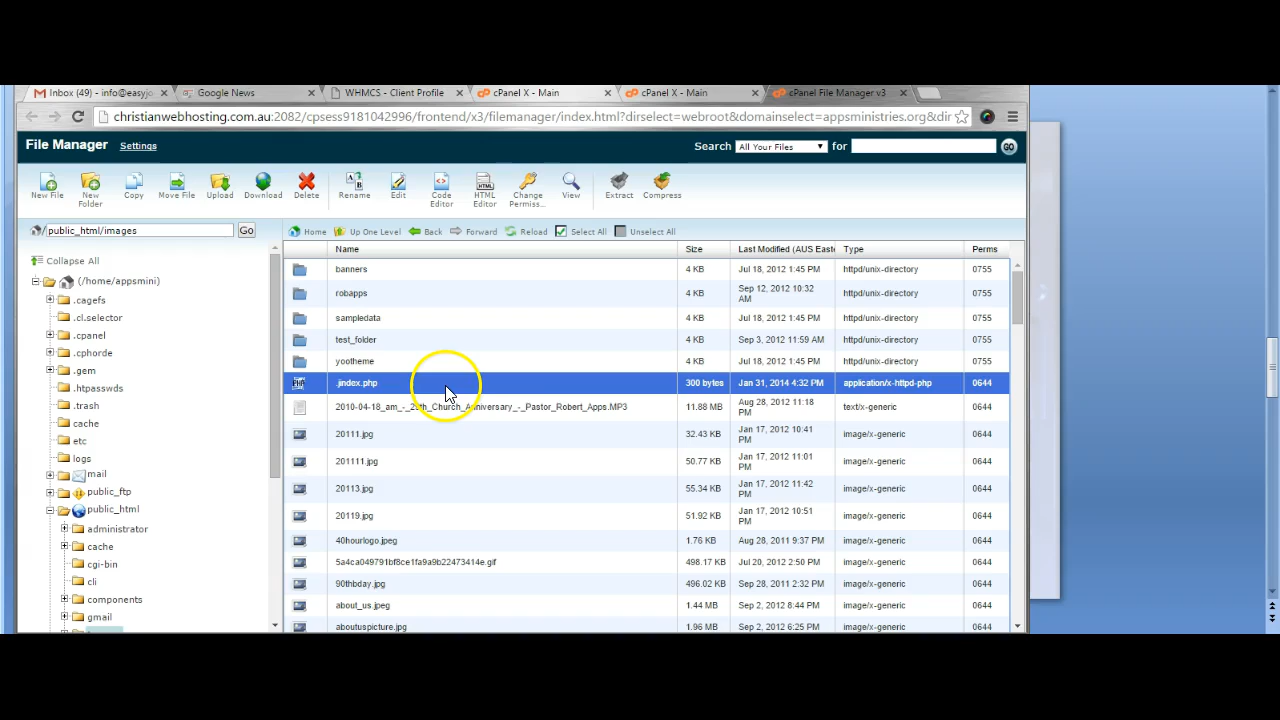 Inbox (49) - info@easyjo × Google News × WHMCS - Client Profile × cPanel X - Main × cPanel X - Main × cPanel File Manager v3 ×
christianwebhosting.com.au:2082/cpsess9181042996/frontend/x3/filemanager/index.html?dirselect=webroot&domainselect=appsministries.org&dir
File Manager Settings Search All Your Files for GO
New File New Folder Copy Move File Upload Download Delete Rename Edit Code Editor HTML Editor Change Permiss... View Extract Compress
/public_html/images Go
Home Up One Level Back Forward Reload Select All Unselect All
Collapse All
(/home/appsmini)
.cagefs
.cl.selector
.cpanel
.cphorde
.gem
.htpasswds
.trash
cache
etc
logs
mail
public_ftp
public_html
administrator
cache
cgi-bin
cli
components
gmail
Name Size Last Modified (AUS Easte Type Perms
banners 4 KB Jul 18, 2012 1:45 PM httpd/unix-directory 0755
robapps 4 KB Sep 12, 2012 10:32 AM httpd/unix-directory 0755
sampledata 4 KB Jul 18, 2012 1:45 PM httpd/unix-directory 0755
test_folder 4 KB Sep 3, 2012 11:59 AM httpd/unix-directory 0755
yootheme 4 KB Jul 18, 2012 1:45 PM httpd/unix-directory 0755
PHP .jindex.php 300 bytes Jan 31, 2014 4:32 PM application/x-httpd-php 0644
2010-04-18_am_-_25th_Church_Anniversary_-_Pastor_Robert_Apps.MP3 11.88 MB Aug 28, 2012 11:18 PM text/x-generic 0644
20111.jpg 32.43 KB Jan 17, 2012 10:41 PM image/x-generic 0644
201111.jpg 50.77 KB Jan 17, 2012 11:01 PM image/x-generic 0644
20113.jpg 55.34 KB Jan 17, 2012 11:42 PM image/x-generic 0644
20119.jpg 51.92 KB Jan 17, 2012 10:51 PM image/x-generic 0644
40hourlogo.jpeg 1.76 KB Aug 28, 2011 9:37 PM image/x-generic 0644
5a4ca049791bf8ce1fa9a9b22473414e.gif 498.17 KB Jul 20, 2012 2:50 PM image/x-generic 0644
90thbday.jpg 496.02 KB Sep 28, 2011 2:32 PM image/x-generic 0644
about_us.jpeg 1.44 MB Sep 2, 2012 8:44 PM image/x-generic 0644
aboutuspicture.jpg 1.96 MB Sep 2, 2012 6:25 PM image/x-generic 0644